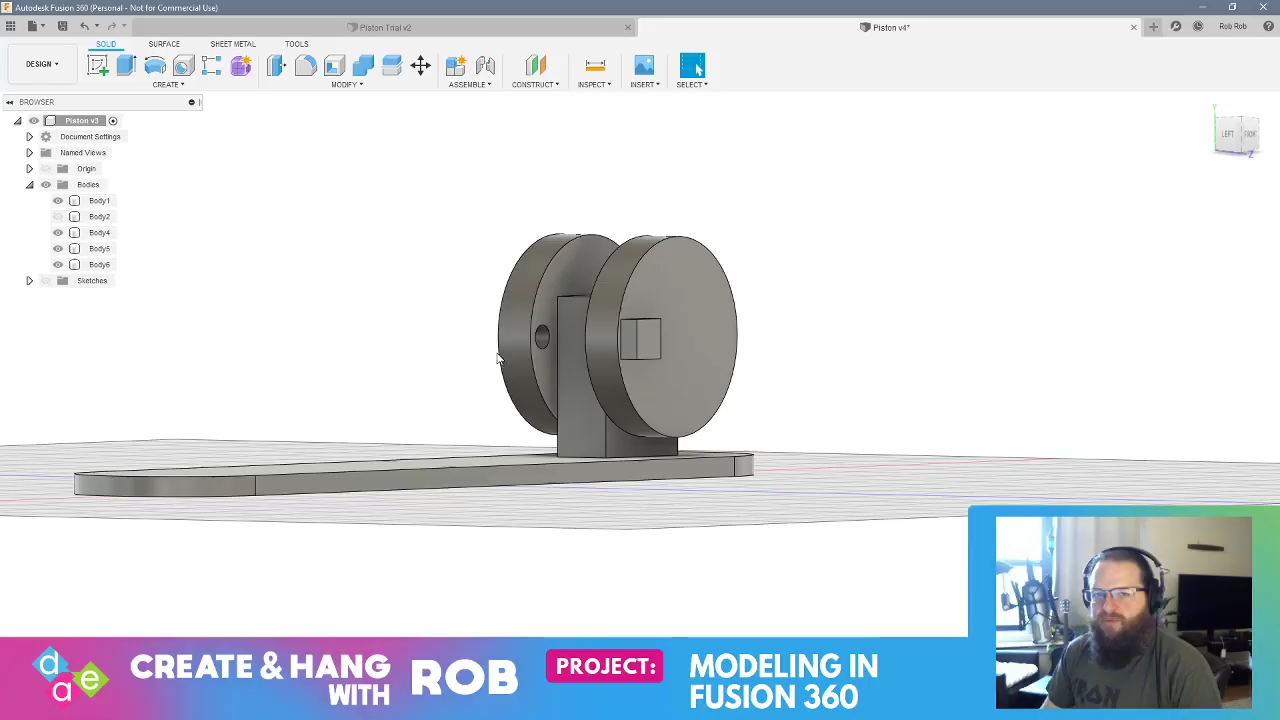 Autodesk Fusion 360 (Personal - Not for Commercial Use)
Piston Trial v2
Piston v4*
Rob Rob
SOLID SURFACE SHEET METAL TOOLS
DESIGN
CREATE MODIFY ASSEMBLE CONSTRUCT INSPECT INSERT SELECT
BROWSER
Piston v3
Document Settings
Named Views
Origin
Bodies
Body1
Body2
Body4
Body5
Body6
Sketches
Y
LEFT
Z
dae
CREATE & HANG
WITH
ROB
PROJECT:
MODELING IN
FUSION 360